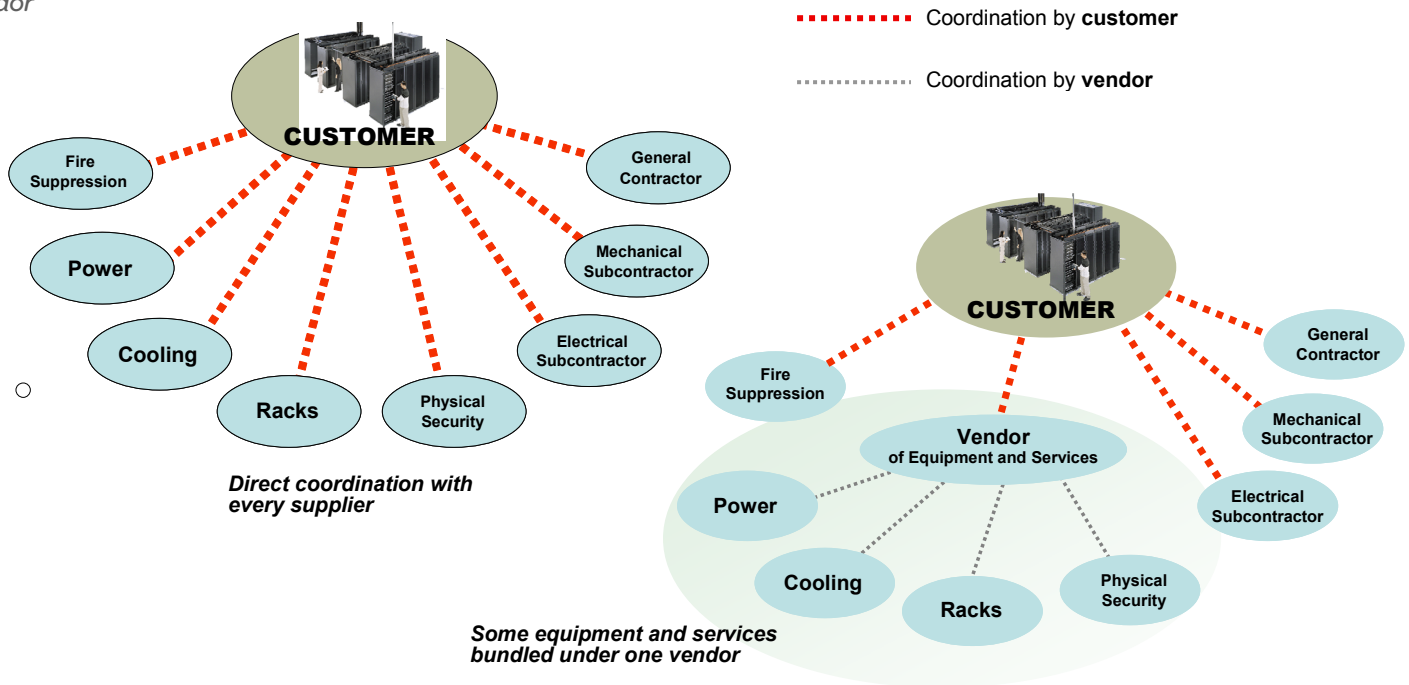 Coordination by customer
Coordination by vendor
CUSTOMER
Fire
Suppression
Power
Cooling
Racks
Physical
Security
Electrical
Subcontractor
Mechanical
Subcontractor
General
Contractor
Direct coordination with
every supplier
CUSTOMER
Fire
Suppression
Vendor
of Equipment and Services
Power
Cooling
Racks
Physical
Security
Electrical
Subcontractor
Mechanical
Subcontractor
General
Contractor
Some equipment and services
bundled under one vendor